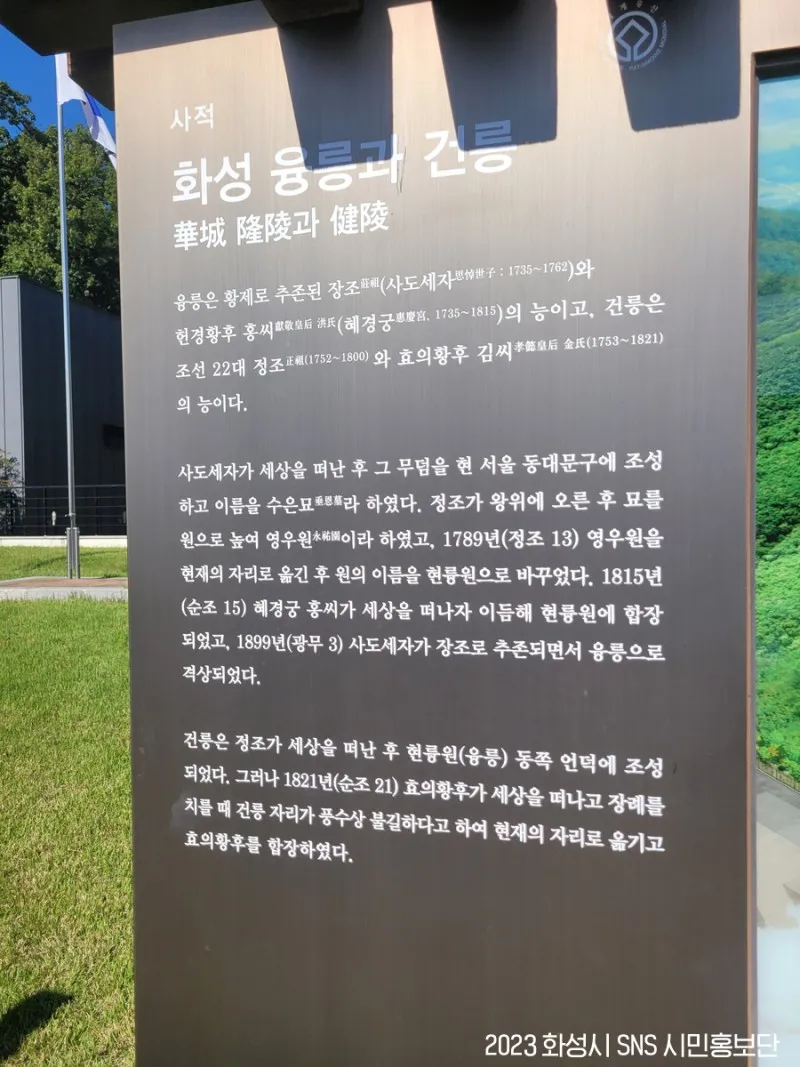 사적
화성 융릉과 건릉
華城 隆陵과 健陵
융릉은 황제로 추존된 장조莊祖(사도세자思悼世子 : 1735~1762)와
헌경황후 홍씨獻敬皇后 洪氏(혜경궁惠慶宮, 1735~1815)의 능이고, 건릉은
조선 22대 정조正祖(1752~1800) 와 효의황후 김씨孝懿皇后 金氏(1753~1821)
의 능이다.
사도세자가 세상을 떠난 후 그 무덤을 현 서울 동대문구에 조성
하고 이름을 수은묘垂恩墓라 하였다. 정조가 왕위에 오른 후 묘를
원으로 높여 영우원永祐園이라 하였고, 1789년(정조 13) 영우원을
현재의 자리로 옮긴 후 원의 이름을 현륭원으로 바꾸었다. 1815년
(순조 15) 혜경궁 홍씨가 세상을 떠나자 이듬해 현륭원에 합장
되었고, 1899년(광무 3) 사도세자가 장조로 추존되면서 융릉으로
격상되었다.
건릉은 정조가 세상을 떠난 후 현륭원(융릉) 동쪽 언덕에 조성
되었다. 그러나 1821년(순조 21) 효의황후가 세상을 떠나고 장례를
치를 때 건릉 자리가 풍수상 불길하다고 하여 현재의 자리로 옮기고
효의황후를 합장하였다.
2023 화성시 SNS 시민홍보단